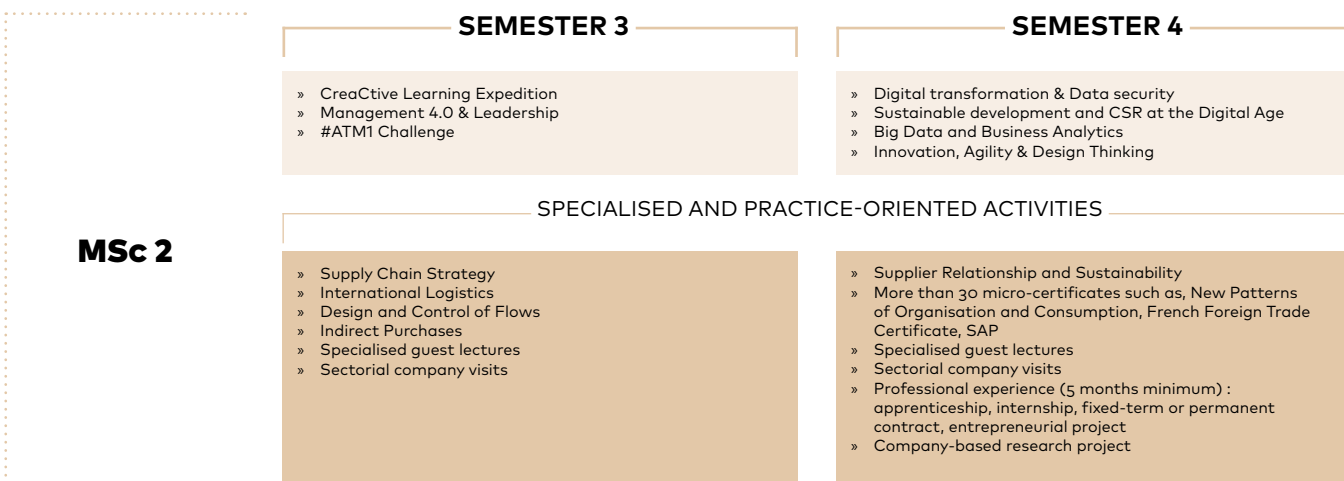 SEMESTER 3
» CreaCtive Learning Expedition
» Management 4.0 & Leadership
» #ATM1 Challenge
SEMESTER 4
» Digital transformation & Data security
» Sustainable development and CSR at the Digital Age
» Big Data and Business Analytics
» Innovation, Agility & Design Thinking
MSc 2
SPECIALISED AND PRACTICE-ORIENTED ACTIVITIES
» Supply Chain Strategy
» International Logistics
» Design and Control of Flows
» Indirect Purchases
» Specialised guest lectures
» Sectorial company visits
» Supplier Relationship and Sustainability
» More than 30 micro-certificates such as, New Patterns
of Organisation and Consumption, French Foreign Trade
Certificate, SAP
» Specialised guest lectures
» Sectorial company visits
» Professional experience (5 months minimum) :
apprenticeship, internship, fixed-term or permanent
contract, entrepreneurial project
» Company-based research project